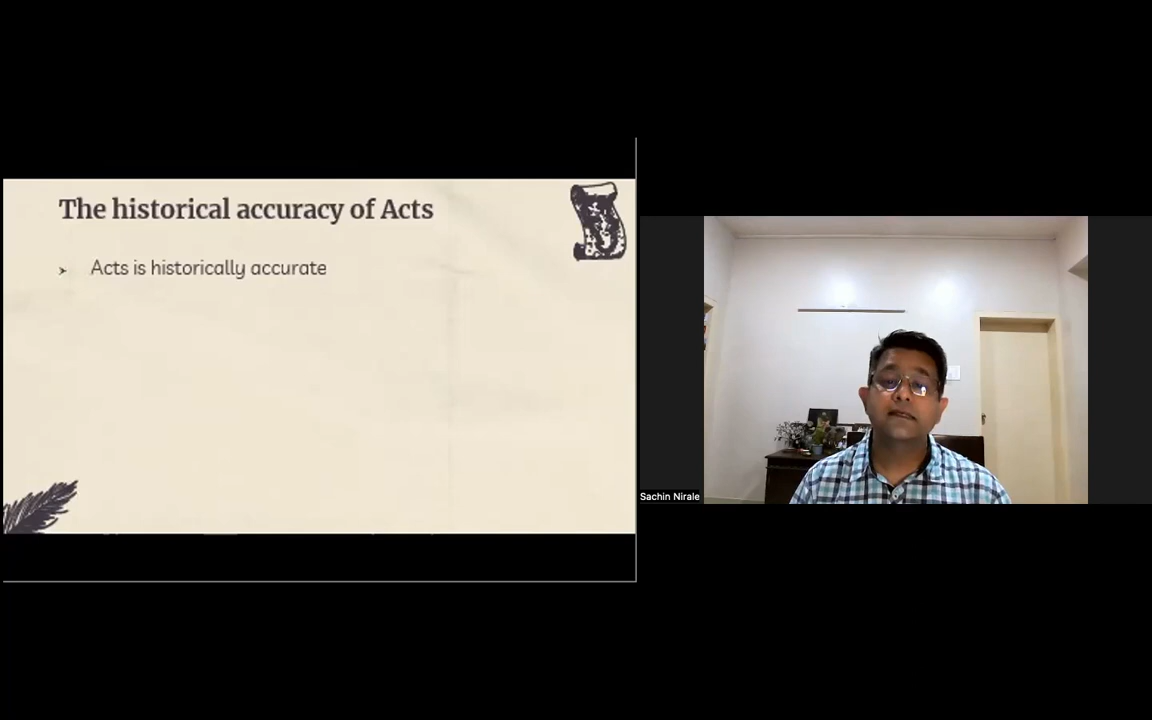 The historical accuracy of Acts
➤ Acts is historically accurate
Sachin Nirale